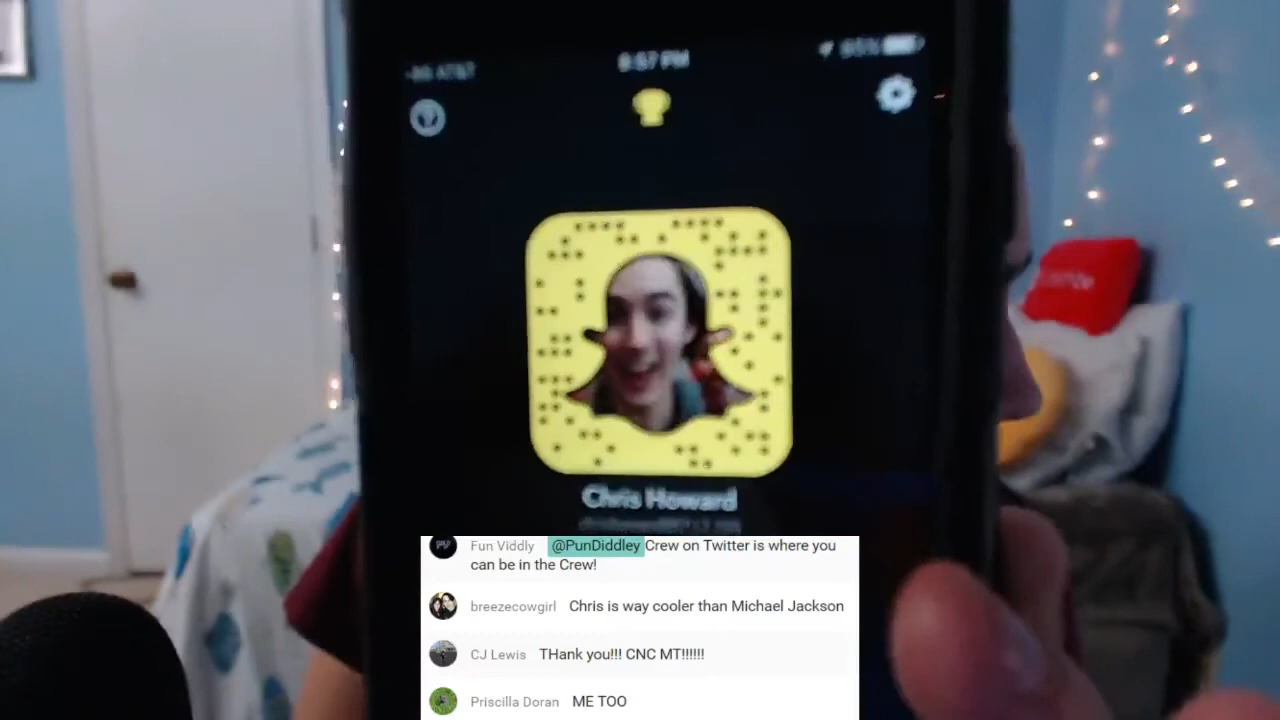 8:57 PM
Chris Howard
Fun Viddly @PunDiddley Crew on Twitter is where you
can be in the Crew!
breezecowgirl Chris is way cooler than Michael Jackson
CJ Lewis THank you!!! CNC MT!!!!!!
Priscilla Doran ME TOO